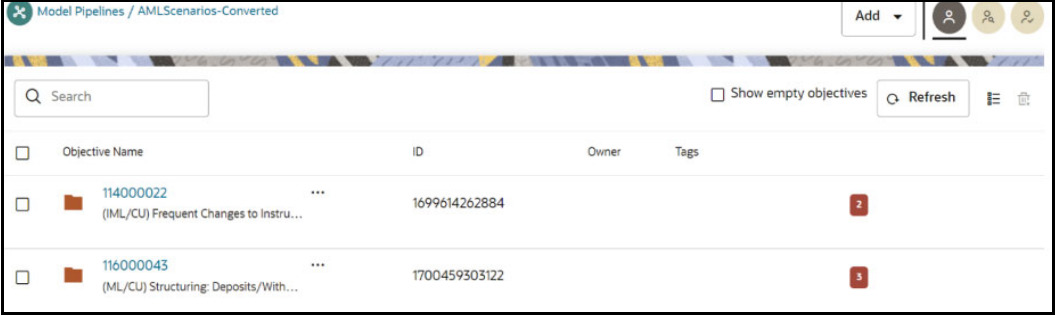 Model Pipelines / AMLScenarios-Converted
Add
Search
Show empty objectives
Refresh
Objective Name ID Owner Tags
114000022 ...
(IML/CU) Frequent Changes to Instru... 1699614262884 2
116000043 ...
(ML/CU) Structuring: Deposits/With... 1700459303122 3